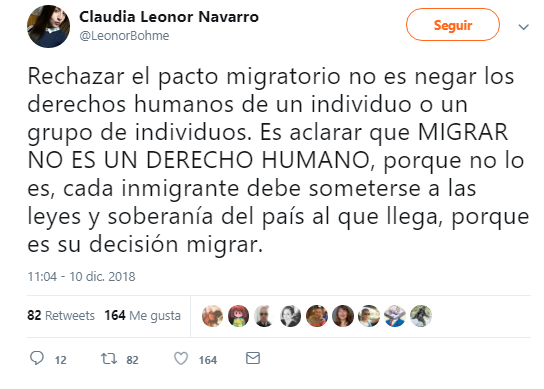 Claudia Leonor Navarro
@LeonorBohme
Seguir
Rechazar el pacto migratorio no es negar los
derechos humanos de un individuo o un
grupo de individuos. Es aclarar que MIGRAR
NO ES UN DERECHO HUMANO, porque no lo
es, cada inmigrante debe someterse a las
leyes y soberanía del país al que llega, porque
es su decisión migrar.
11:04 - 10 dic. 2018
82 Retweets 164 Me gusta
12 82 164